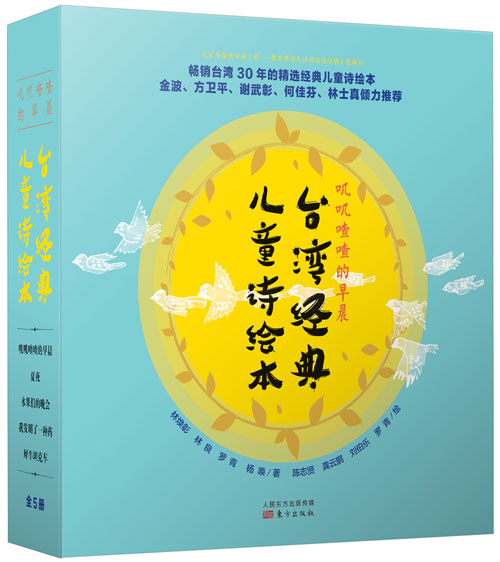 叽叽喳喳
的早晨
台湾经典
儿童诗绘本
叽叽喳喳的早晨
夏夜
水果们的晚会
我发明了一种药
犀牛坦克车
全5册
畅销台湾30年的精选经典儿童诗绘本
金波、方卫平、谢武彰、何佳芬、林士真倾力推荐
叽叽喳喳的早晨
台湾经典
儿童诗绘本
林焕彰 林良 罗青 杨唤/著 陈志贤 龚云鹏 刘伯乐 罗青/绘
人民东方出版传媒
东方出版社